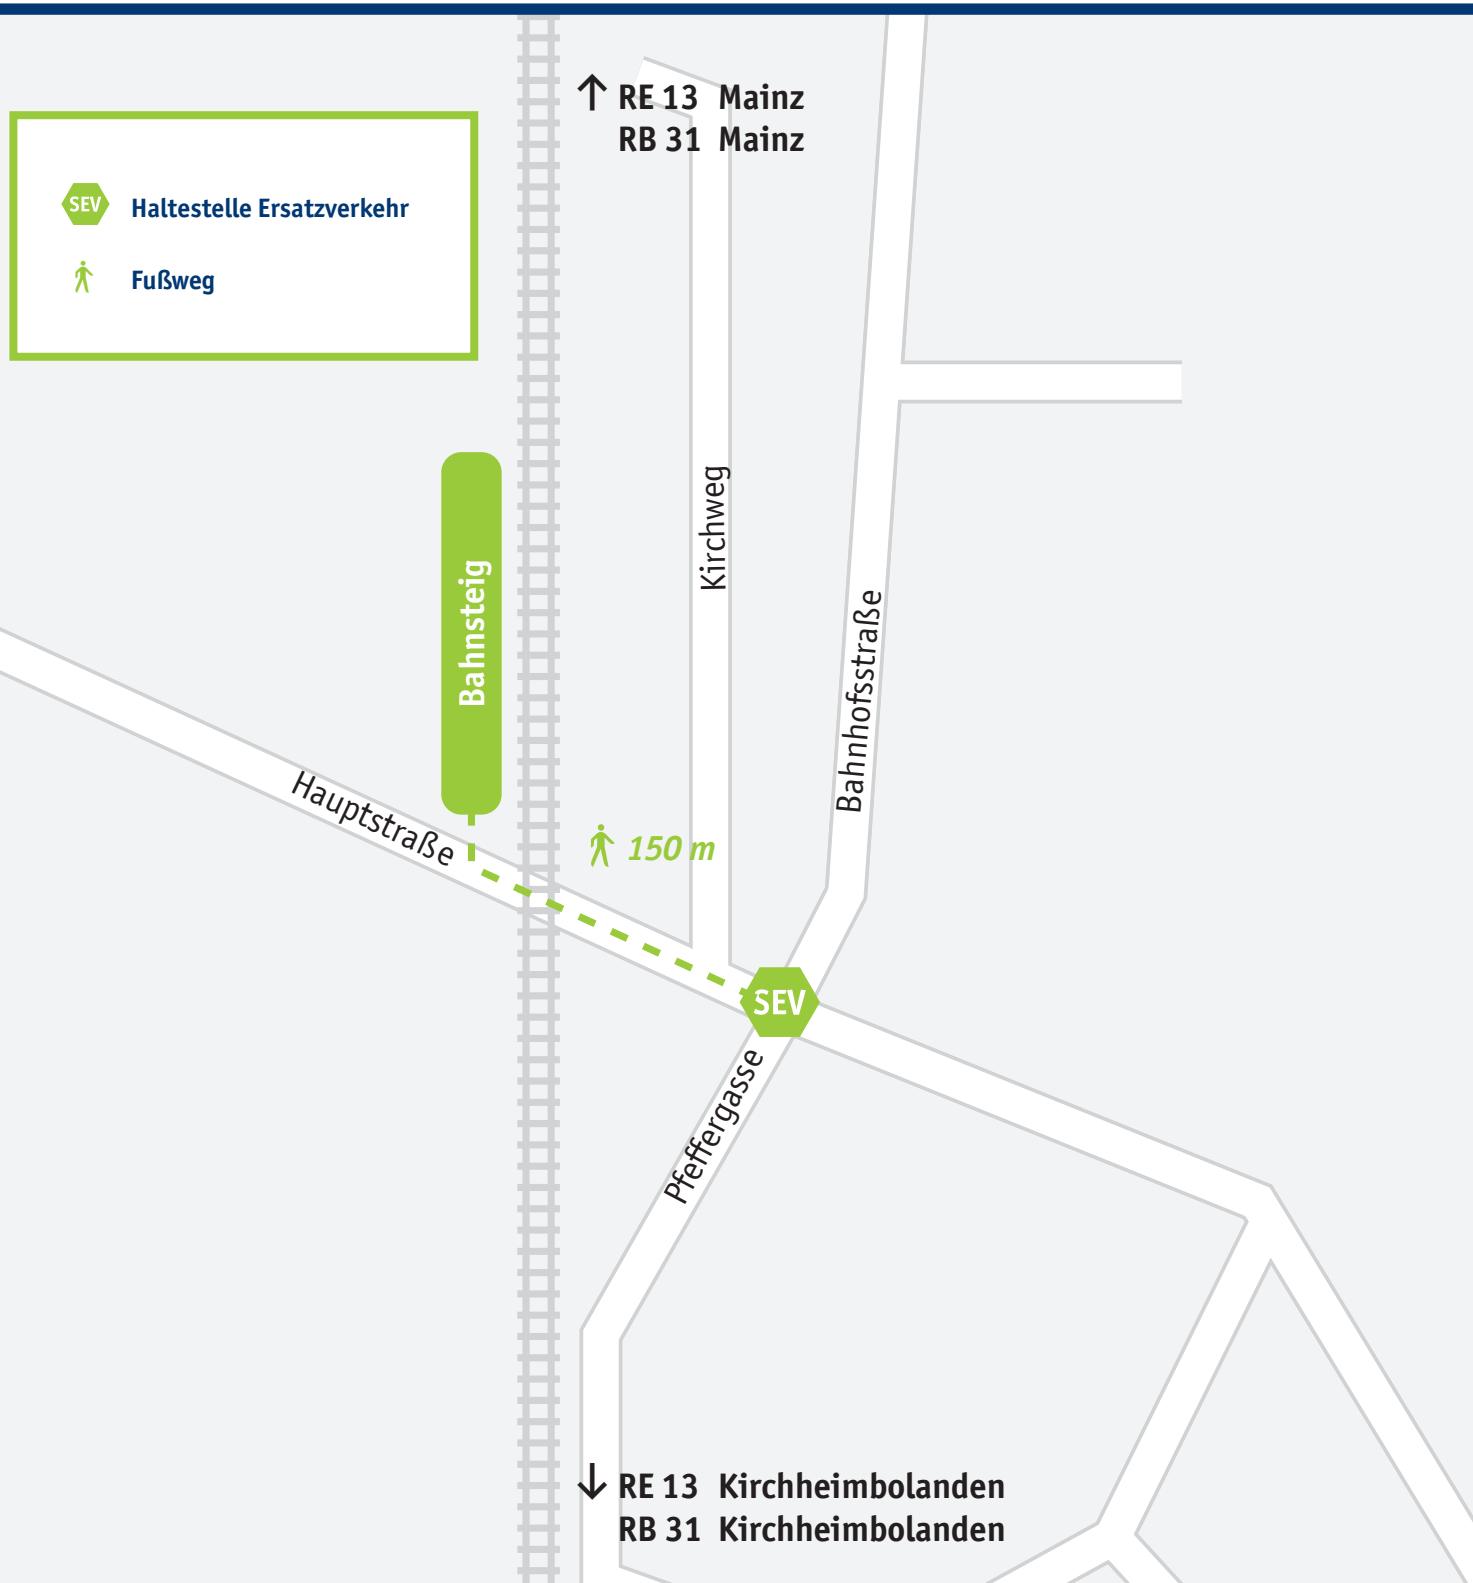 RE 13 Mainz
RB 31 Mainz
SEV Haltestelle Ersatzverkehr
Fußweg
Kirchweg
Bahnsteig
Bahnhofsstraße
Hauptstraße
150 m
SEV
Pfeffergasse
RE 13 Kirchheimbolanden
RB 31 Kirchheimbolanden